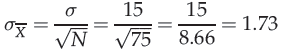 σ_X̅ = σ/√N = 15/√75 = 15/8.66 = 1.73